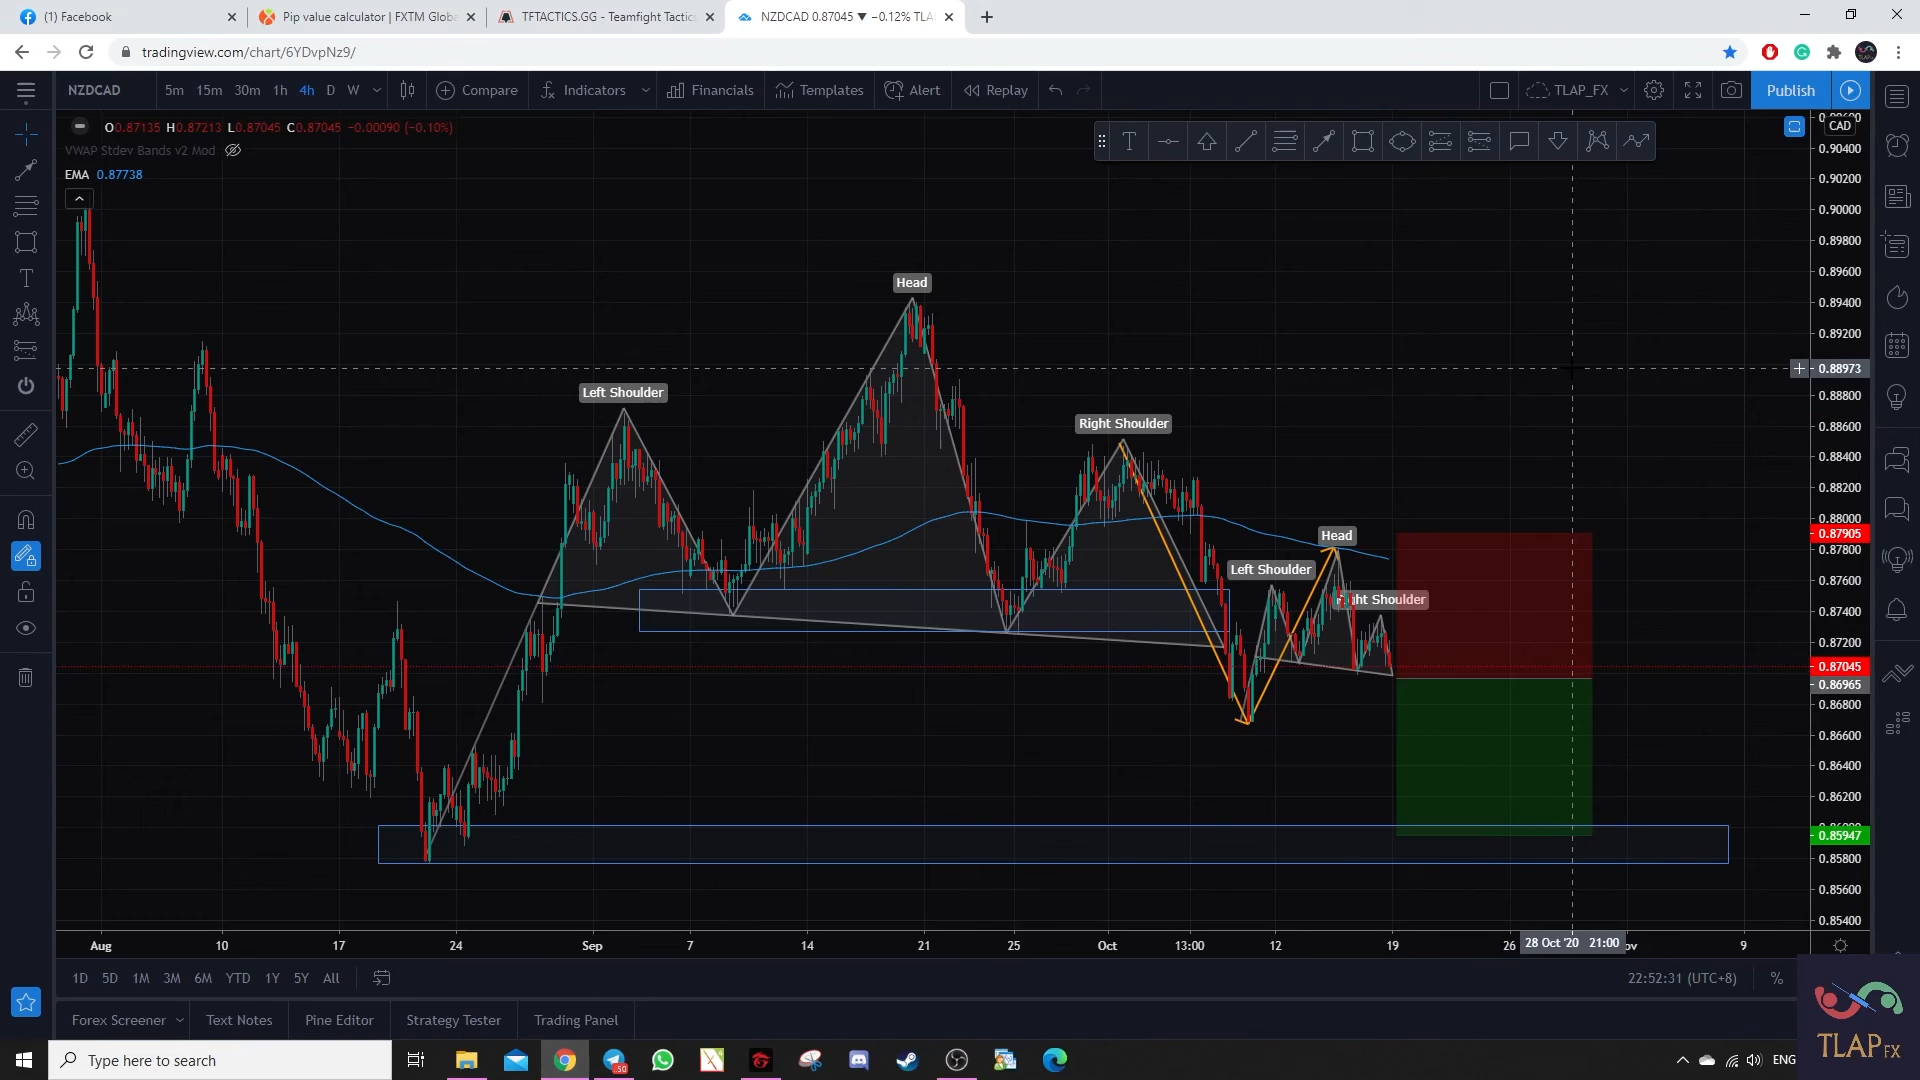 (1) Facebook
Pip value calculator | FXTM Globa
TFTACTICS.GG - Teamfight Tactics
NZDCAD 0.87045 ▼ −0.12% TLA
tradingview.com/chart/6YDvpNz9/
NZDCAD 5m 15m 30m 1h 4h D W Compare Indicators Financials Templates Alert Replay TLAP_FX Publish
O0.87135 H0.87213 L0.87045 C0.87045 −0.00090 (−0.10%)
VWAP Stdev Bands v2 Mod
EMA 0.87738
CAD
0.90400
0.90200
0.90000
0.89800
0.89600
0.89400
0.89200
0.88973
0.88800
0.88600
0.88400
0.88200
0.88000
0.87905
0.87800
0.87600
0.87400
0.87200
0.87045
0.86965
0.86800
0.86600
0.86400
0.86200
0.85947
0.85800
0.85600
0.85400
Head
Left Shoulder
Right Shoulder
Head
Left Shoulder
Right Shoulder
Aug 10 17 24 Sep 7 14 21 25 Oct 13:00 12 19 26 28 Oct '20 21:00 ov 9
1D 5D 1M 3M 6M YTD 1Y 5Y All
22:52:31 (UTC+8) %
Forex Screener Text Notes Pine Editor Strategy Tester Trading Panel
Type here to search
50
ENG
TLAP FX